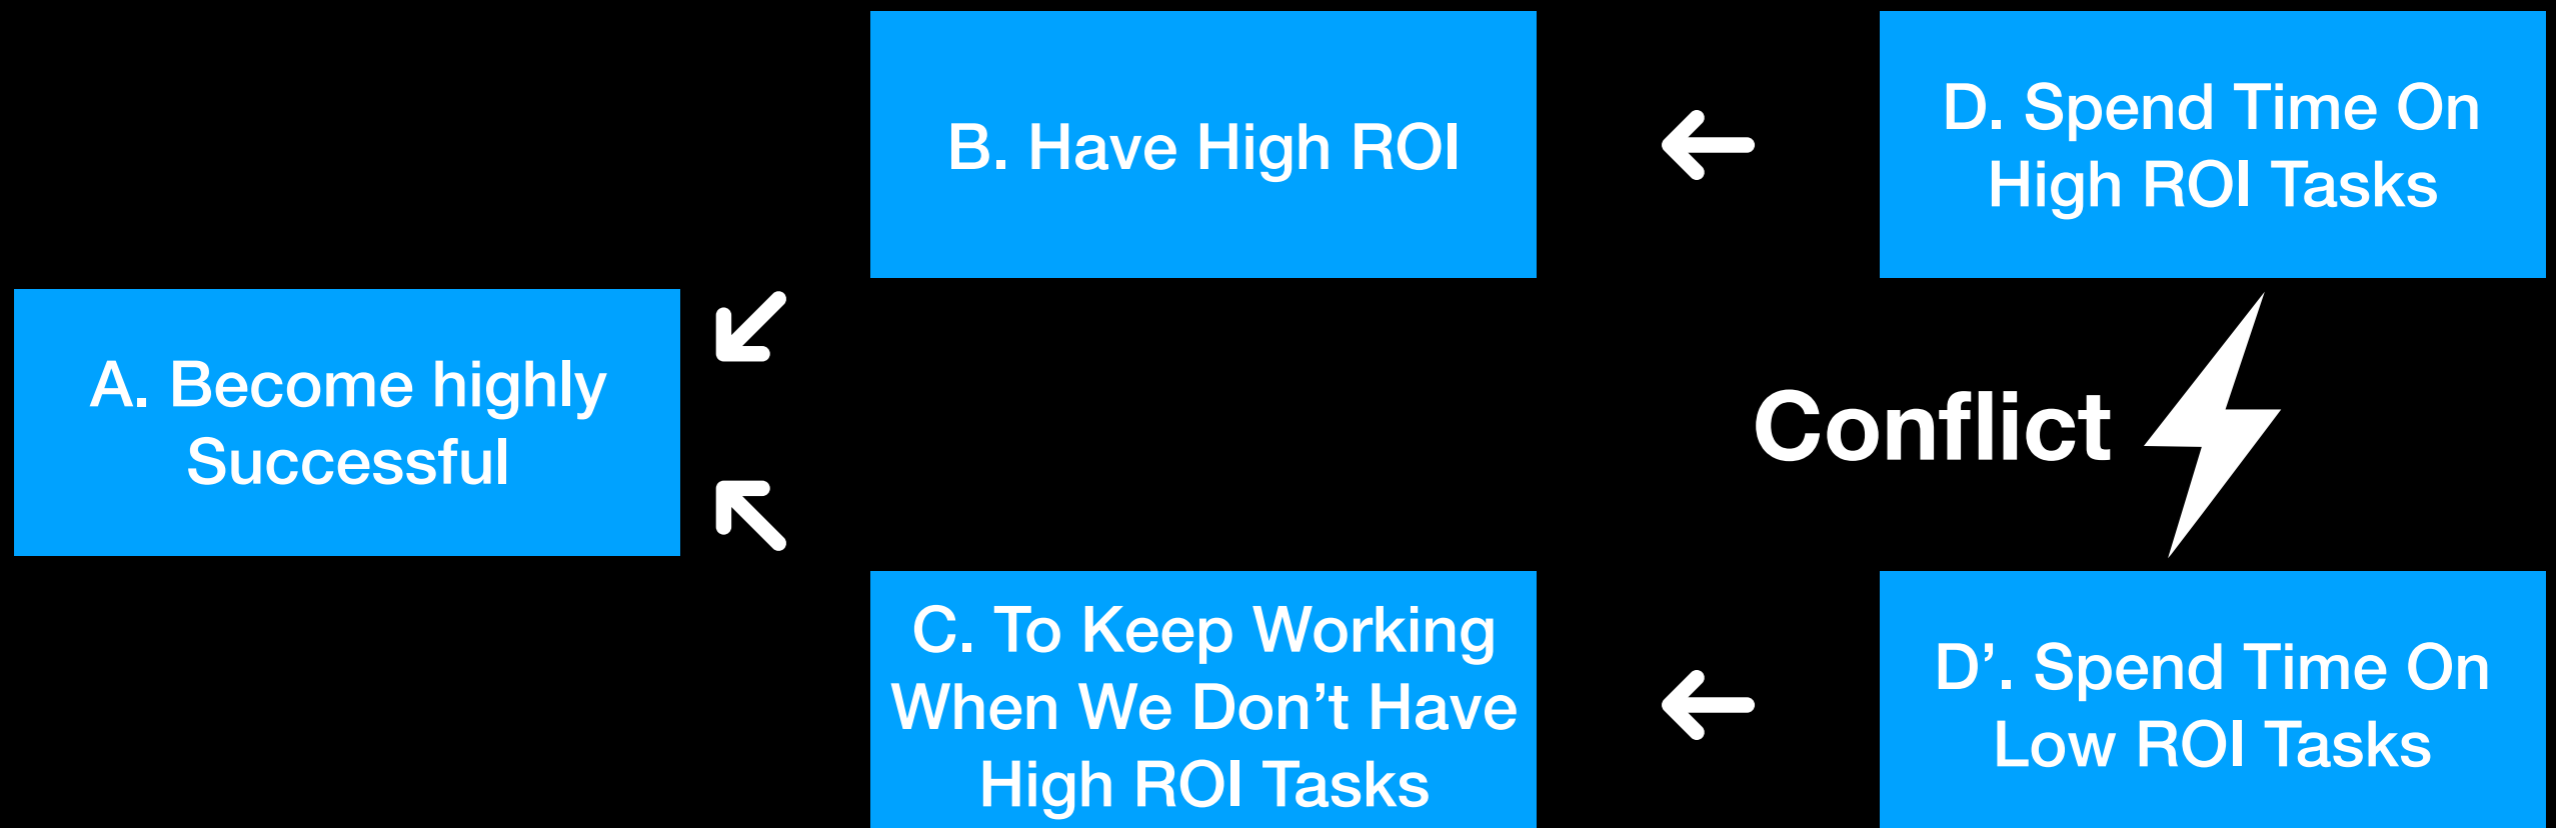 B. Have High ROI
D. Spend Time On
High ROI Tasks
A. Become highly
Successful
Conflict
C. To Keep Working
When We Don’t Have
High ROI Tasks
D’. Spend Time On
Low ROI Tasks